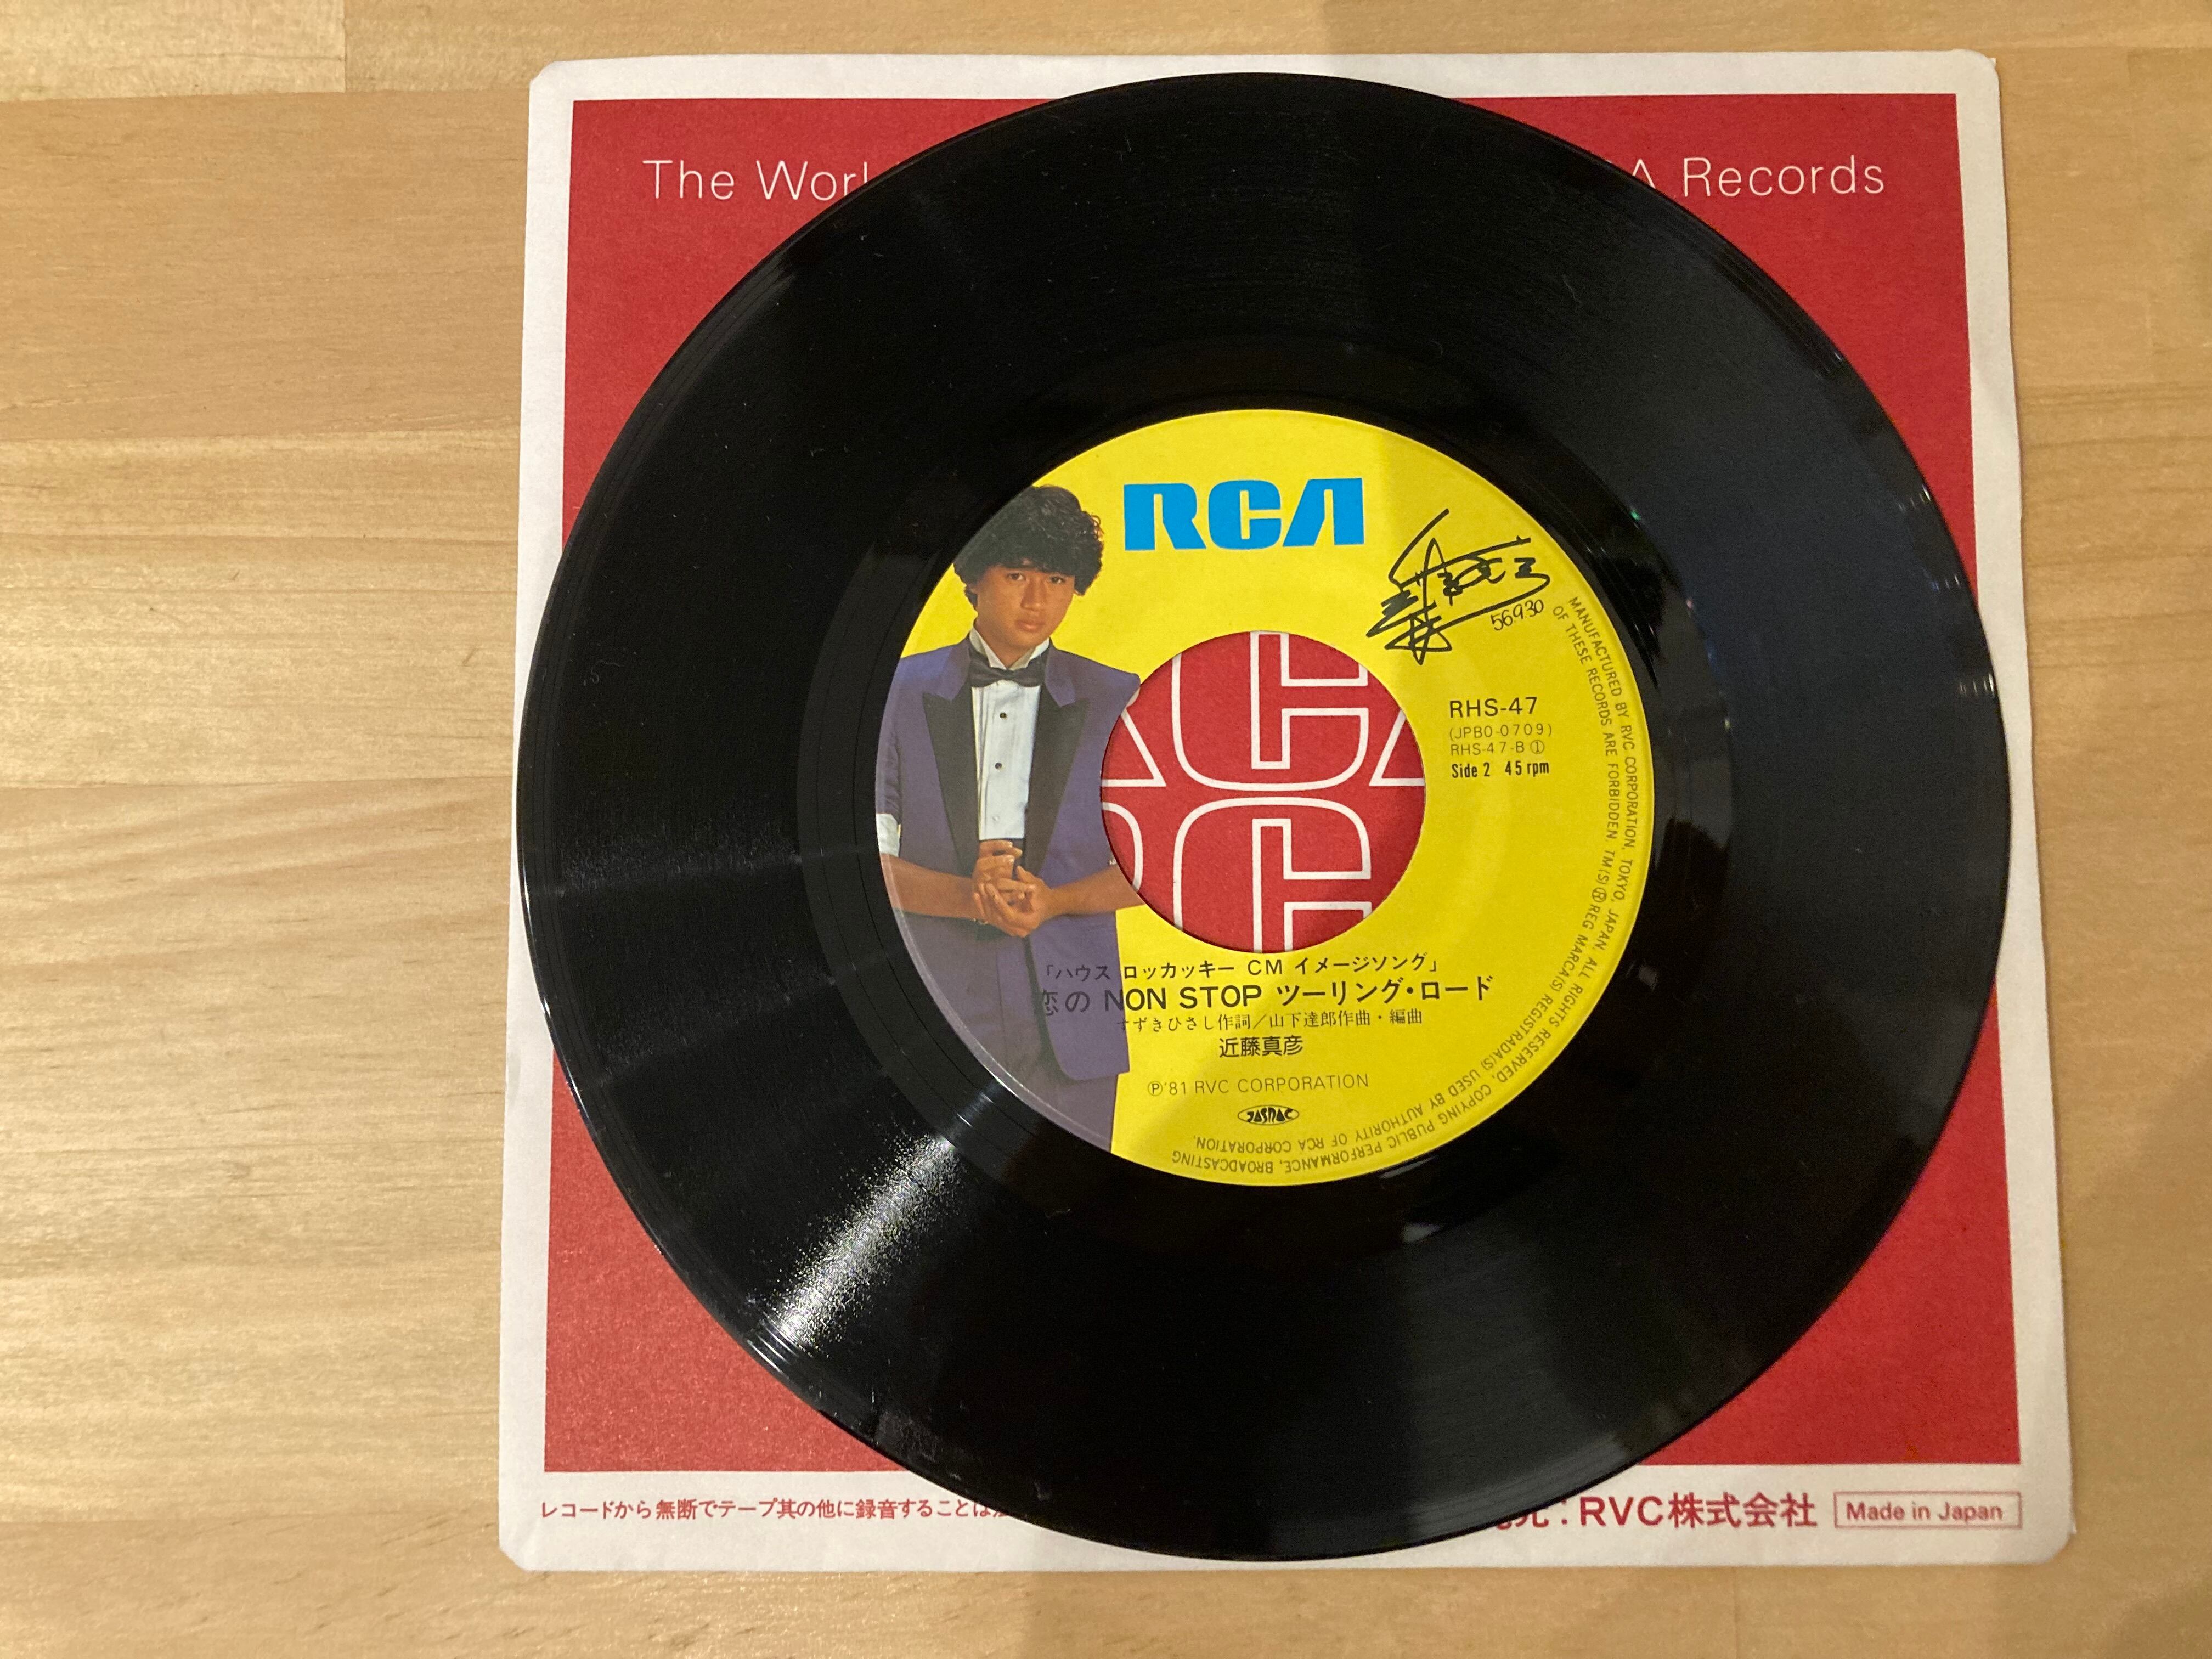 The Worl
A Records
RCA
56.9.30
RHS-47
(JPBO-0709)
RHS-47-B ①
Side 2 45 rpm
MANUFACTURED BY RVC CORPORATION, TOKYO, JAPAN. ALL RIGHTS RESERVED, COPYING PUBLIC PERFORMANCE, BROADCASTING
OF THESE RECORDS ARE FORBIDDEN TM(S)®REG MARCA(S) REGISTRADA(S) USED BY AUTHORITY OF RCA CORPORATION.
「ハウス ロッカッキー CM イメージソング」
恋の NON STOP ツーリング・ロード
すずきひさし作詞／山下達郎作曲・編曲
近藤真彦
Ⓟ'81 RVC CORPORATION
JASRAC
レコードから無断でテープ其の他に録音することは
元：RVC株式会社
Made in Japan